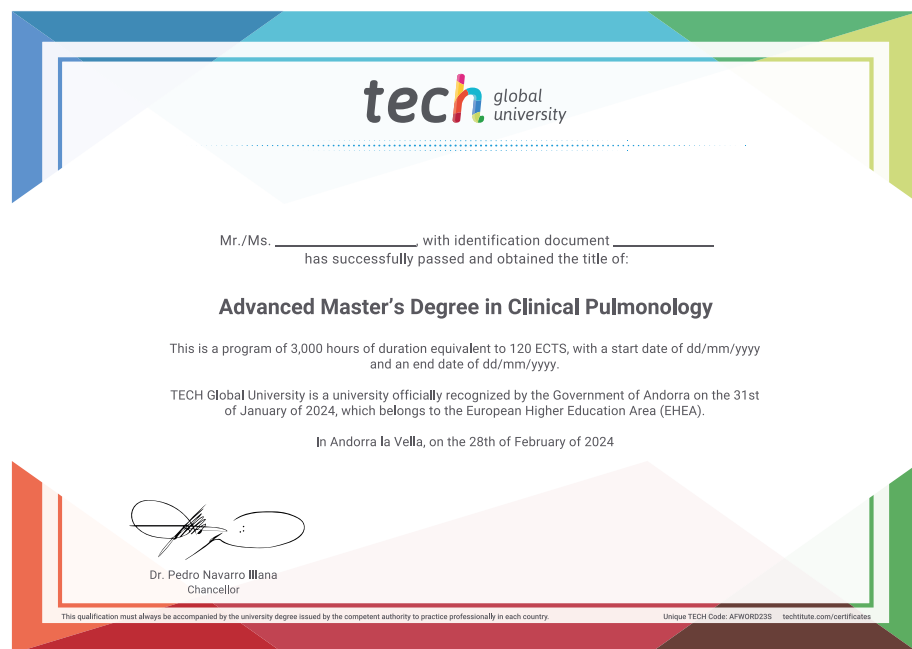 tech global university
Mr./Ms. ____________, with identification document ____________
has successfully passed and obtained the title of:
Advanced Master's Degree in Clinical Pulmonology
This is a program of 3,000 hours of duration equivalent to 120 ECTS, with a start date of dd/mm/yyyy
and an end date of dd/mm/yyyy.
TECH Global University is a university officially recognized by the Government of Andorra on the 31st
of January of 2024, which belongs to the European Higher Education Area (EHEA).
In Andorra la Vella, on the 28th of February of 2024
Dr. Pedro Navarro Illana
Chancellor
This qualification must always be accompanied by the university degree issued by the competent authority to practice professionally in each country.
Unique TECH Code: AFWORD23S techtitute.com/certificates